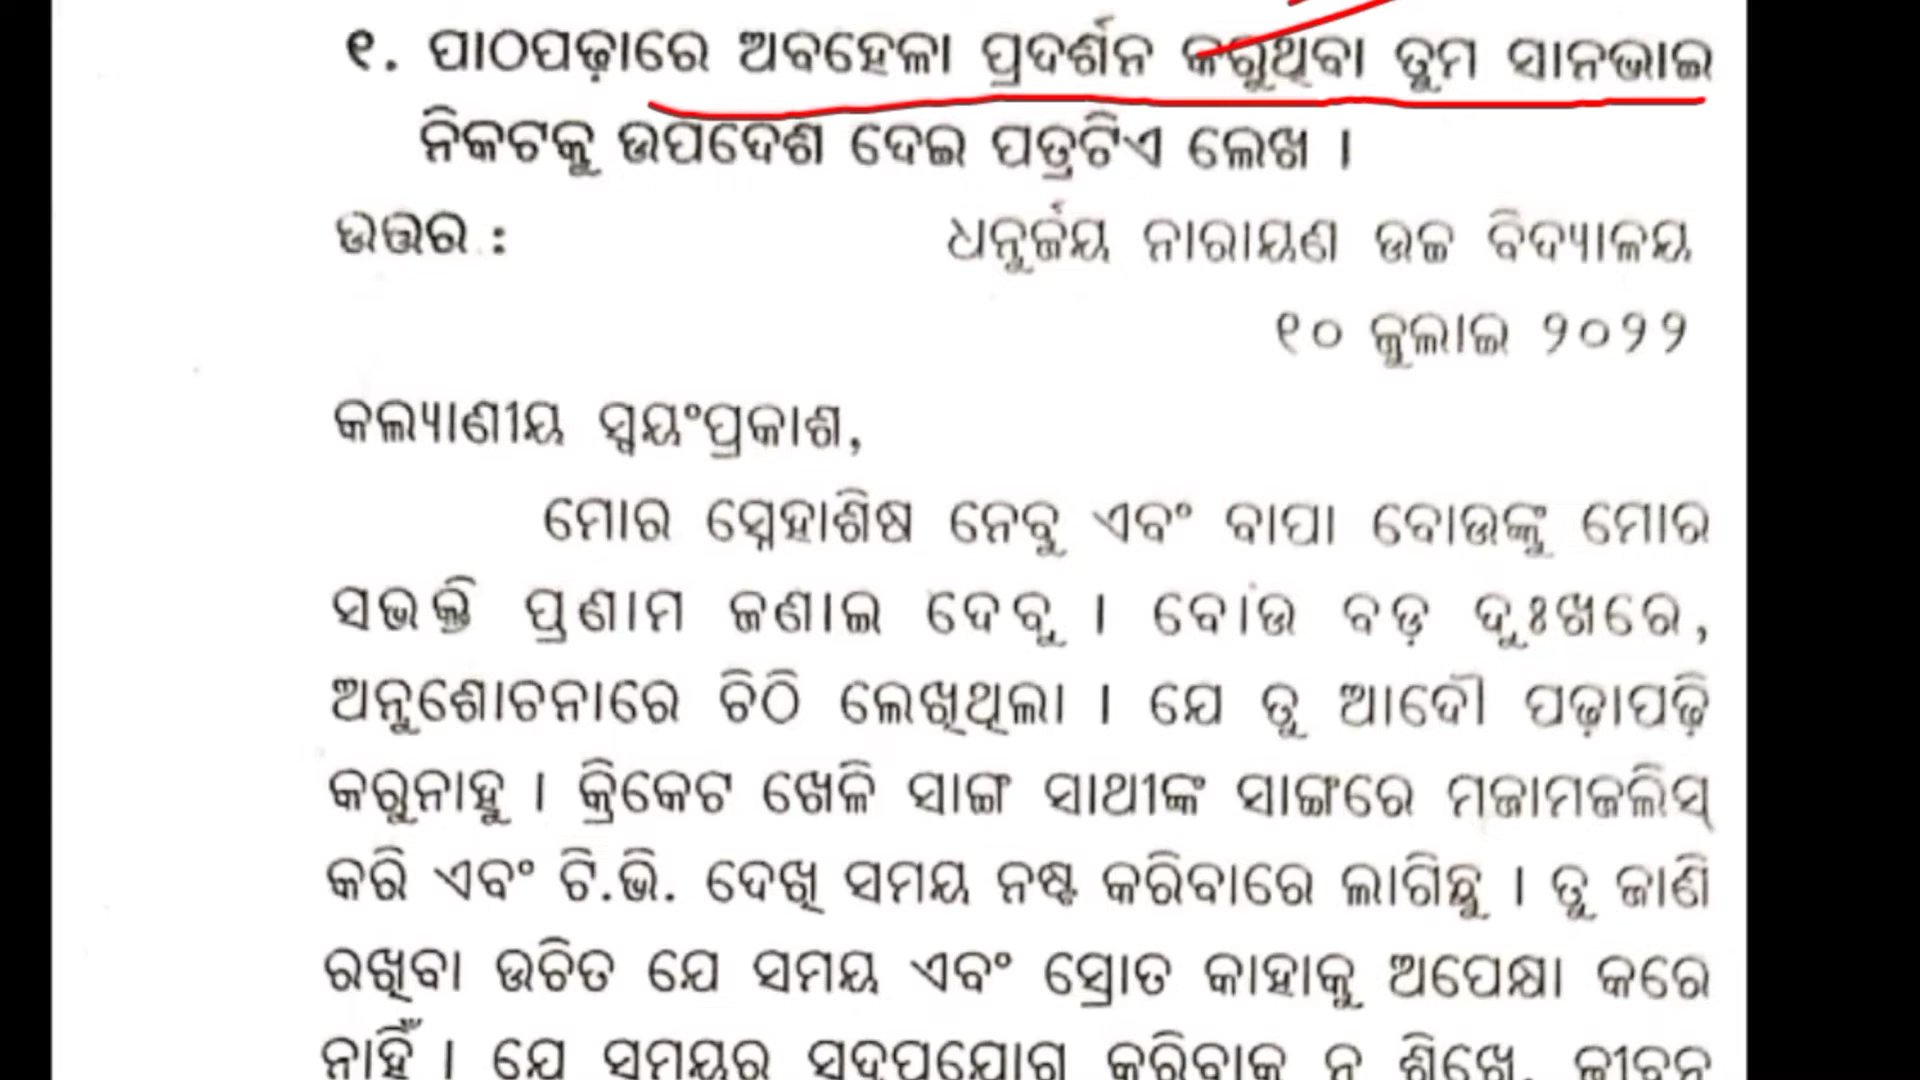 ୧. ପାଠପଢ଼ାରେ ଅବହେଳା ପ୍ରଦର୍ଶନ କରୁଥିବା ତୁମ ସାନଭାଇ
ନିକଟକୁ ଉପଦେଶ ଦେଇ ପତ୍ରଟିଏ ଲେଖ ।
ଉତ୍ତର : ଧନୁର୍ଜୟ ନାରାୟଣ ଉଚ୍ଚ ବିଦ୍ୟାଳୟ
୧୦ ଜୁଲାଇ ୨୦୨୨
କଲ୍ୟାଣୀୟ ସ୍ୱୟଂପ୍ରକାଶ,
ମୋର ସ୍ନେହାଶିଷ ନେବୁ ଏବଂ ବାପା ବୋଉଙ୍କୁ ମୋର
ସଭକ୍ତି ପ୍ରଣାମ ଜଣାଇ ଦେବୁ । ବୋଉ ବଡ଼ ଦୁଃଖରେ,
ଅନୁଶୋଚନାରେ ଚିଠି ଲେଖିଥିଲା । ଯେ ତୁ ଆଦୌ ପଢ଼ାପଢ଼ି
କରୁନାହୁ । କ୍ରିକେଟ ଖେଳି ସାଙ୍ଗ ସାଥୀଙ୍କ ସାଙ୍ଗରେ ମଜାମଜଲିସ୍
କରି ଏବଂ ଟି.ଭି. ଦେଖି ସମୟ ନଷ୍ଟ କରିବାରେ ଲାଗିଛୁ । ତୁ ଜାଣି
ରଖିବା ଉଚିତ ଯେ ସମୟ ଏବଂ ସ୍ରୋତ କାହାକୁ ଅପେକ୍ଷା କରେ
ନାହିଁ । ଯେ ସମୟର ସଦୁପଯୋଗ କରିବାକୁ ନ ଶିଖେ, ଜୀବନ